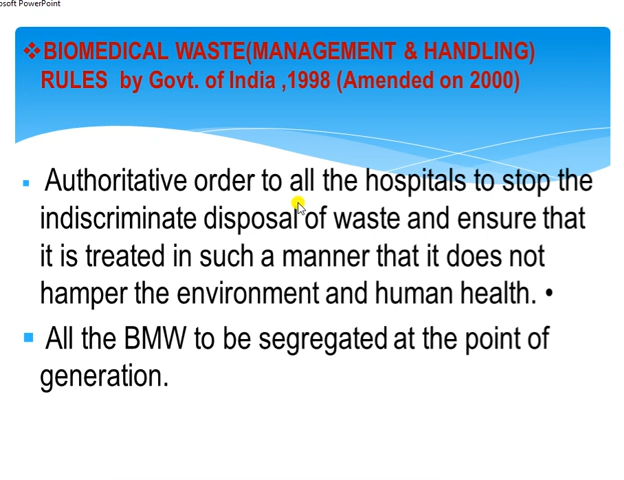 osoft PowerPoint
❖BIOMEDICAL WASTE(MANAGEMENT & HANDLING)
RULES by Govt. of India ,1998 (Amended on 2000)
▪ Authoritative order to all the hospitals to stop the
indiscriminate disposal of waste and ensure that
it is treated in such a manner that it does not
hamper the environment and human health. •
▪ All the BMW to be segregated at the point of
generation.